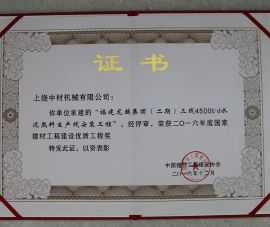 证书
上饶中材机械有限公司：
你单位承建的“福建龙麟集团（二期）三线4500t/d水
泥熟料生产线安装工程”，经评审，荣获二〇一六年度国家
建材工程建设优质工程奖
特发此证，以资表彰
中国建材工程建设协会
二〇一六年十二月